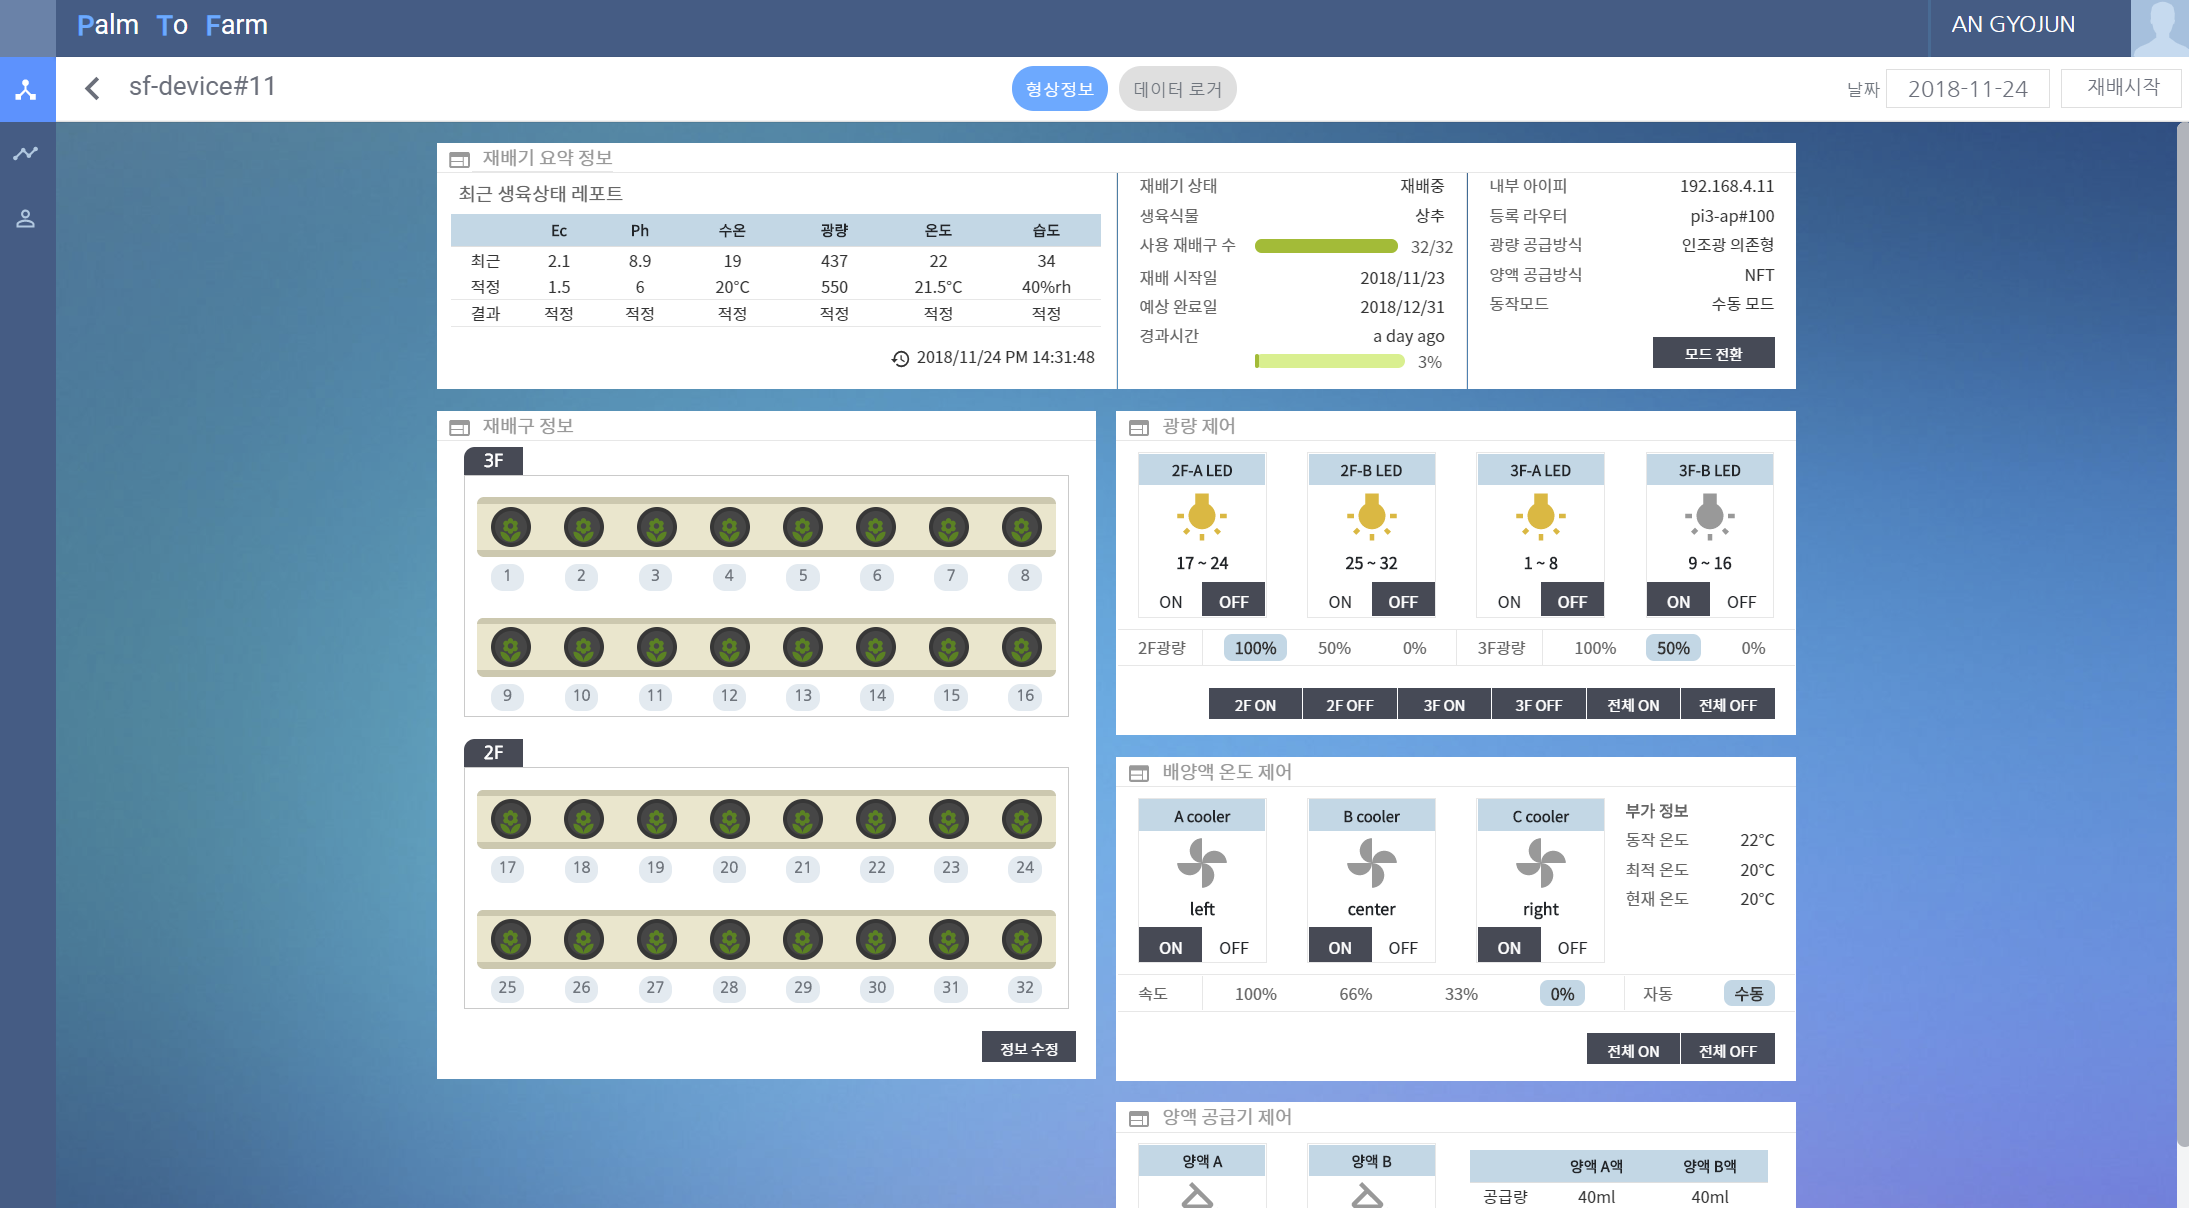 Palm To Farm
AN GYOJUN
sf-device#11
형상정보
데이터 로거
날짜 2018-11-24 재배시작
재배기 요약 정보
최근 생육상태 레포트
Ec Ph 수온 광량 온도 습도
최근 2.1 8.9 19 437 22 34
적정 1.5 6 20°C 550 21.5°C 40%rh
결과 적정 적정 적정 적정 적정 적정
2018/11/24 PM 14:31:48
재배기 상태 재배중
생육식물 상추
사용 재배구 수 32/32
재배 시작일 2018/11/23
예상 완료일 2018/12/31
경과시간 a day ago
3%
내부 아이피 192.168.4.11
등록 라우터 pi3-ap#100
광량 공급방식 인조광 의존형
양액 공급방식 NFT
동작모드 수동 모드
모드 전환
재배구 정보
3F
1 2 3 4 5 6 7 8
9 10 11 12 13 14 15 16
2F
17 18 19 20 21 22 23 24
25 26 27 28 29 30 31 32
정보 수정
광량 제어
2F-A LED 2F-B LED 3F-A LED 3F-B LED
17 ~ 24 25 ~ 32 1 ~ 8 9 ~ 16
ON OFF ON OFF ON OFF ON OFF
2F광량 100% 50% 0% 3F광량 100% 50% 0%
2F ON 2F OFF 3F ON 3F OFF 전체 ON 전체 OFF
배양액 온도 제어
A cooler B cooler C cooler
left center right
ON OFF ON OFF ON OFF
부가 정보
동작 온도 22°C
최적 온도 20°C
현재 온도 20°C
속도 100% 66% 33% 0% 자동 수동
전체 ON 전체 OFF
양액 공급기 제어
양액 A 양액 B
양액 A액 양액 B액
공급량 40ml 40ml